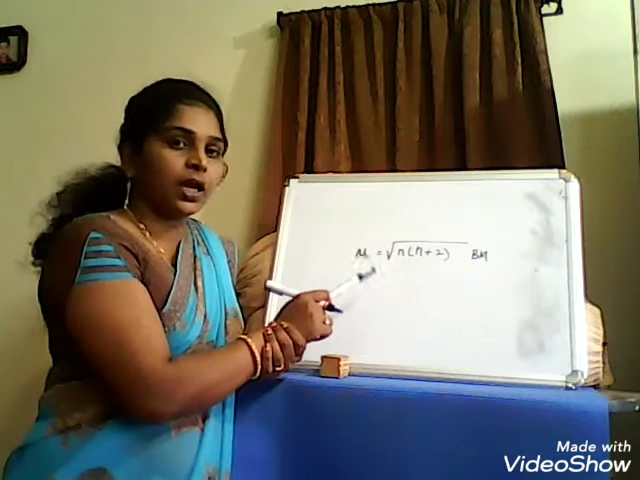 μ = √n(n+2) BM
Made with
VideoShow